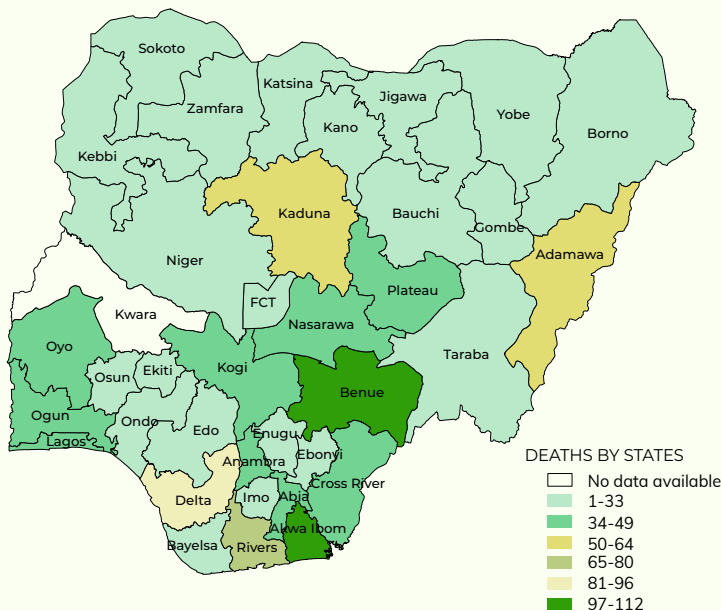 Sokoto
Katsina
Jigawa
Zamfara
Yobe
Kano
Borno
Kebbi
Kaduna
Bauchi
Gombe
Adamawa
Niger
Plateau
FCT
Kwara
Nasarawa
Oyo
Taraba
Kogi
Ekiti
Osun
Benue
Ogun
Ondo
Edo
Enugu
Lagos
Ebonyi
Anambra
Cross River
Delta
Imo
Abia
Akwa Ibom
Bayelsa
Rivers
DEATHS BY STATES
No data available
1-33
34-49
50-64
65-80
81-96
97-112